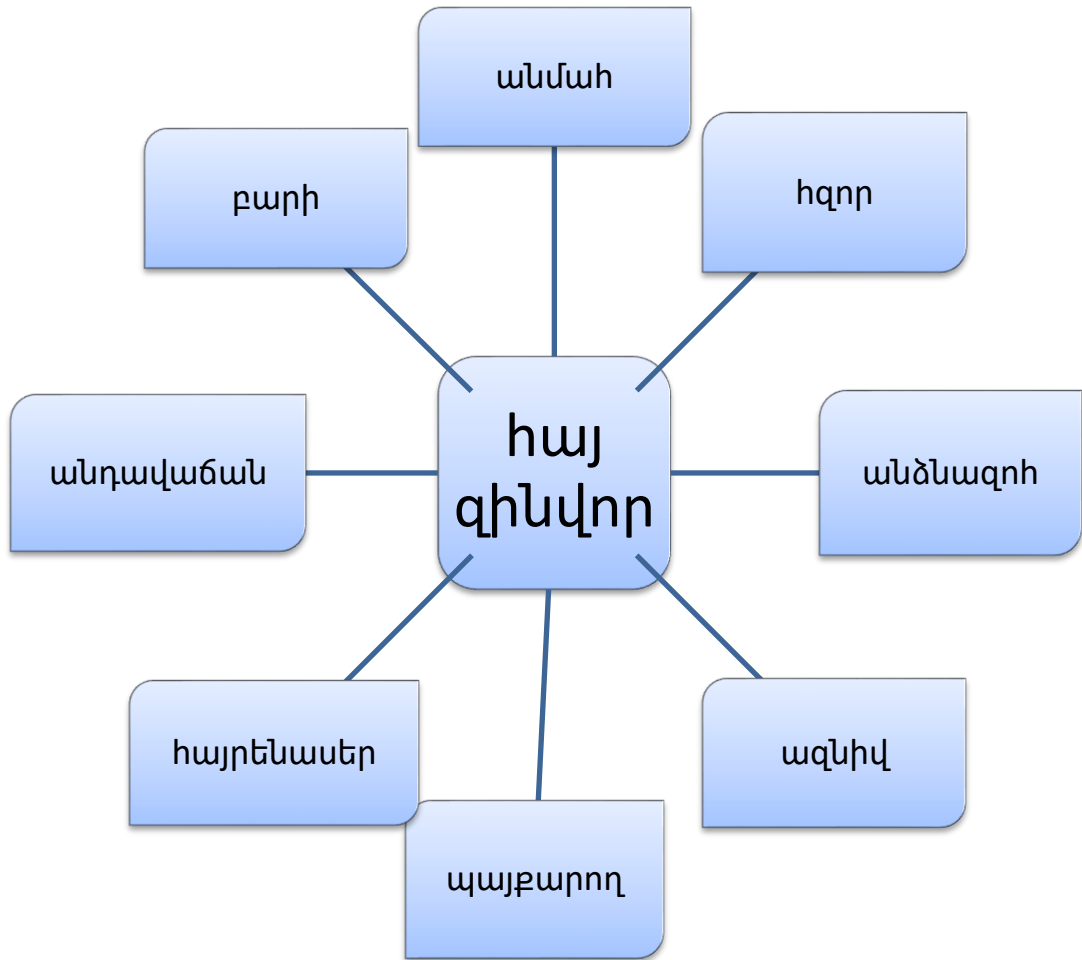 անմահ
բարի
հզոր
հայ
զինվոր
անդավաճան
անձնազոհ
հայրենասեր
ազնիվ
պայքարող